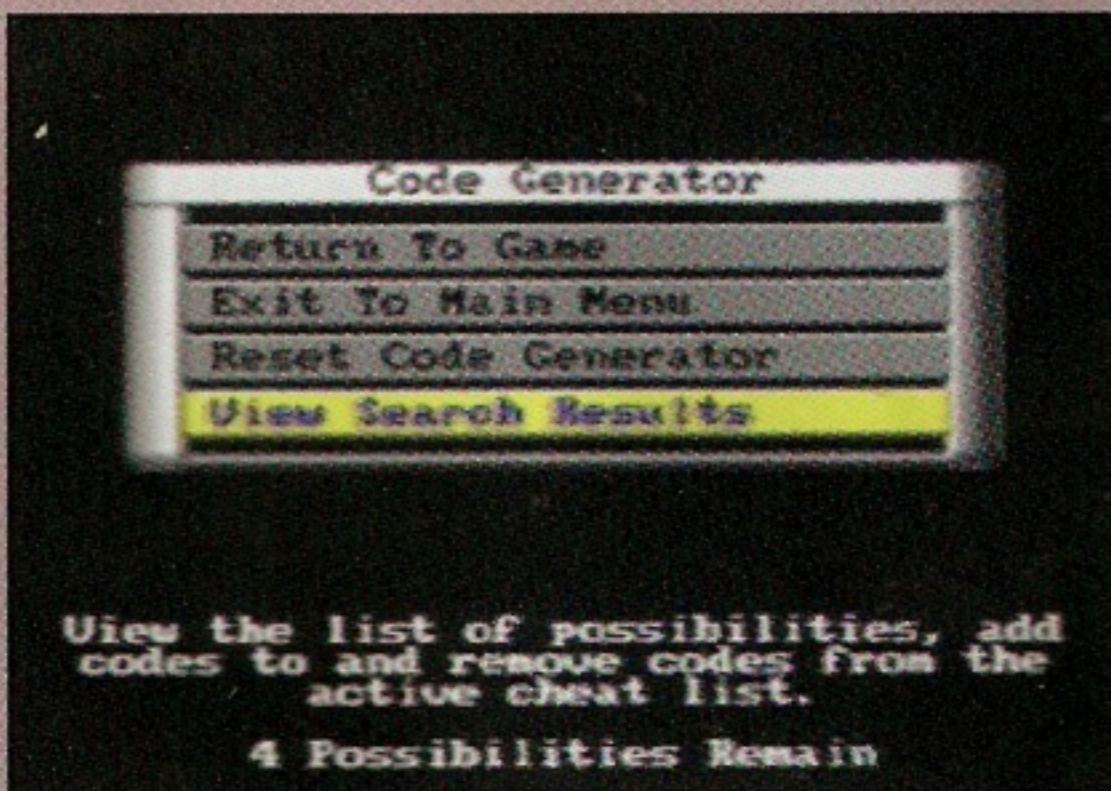 Code Generator
Return To Game
Exit To Main Menu
Reset Code Generator
View Search Results
View the list of possibilities, add
codes to and remove codes from the
active cheat list.
4 Possibilities Remain